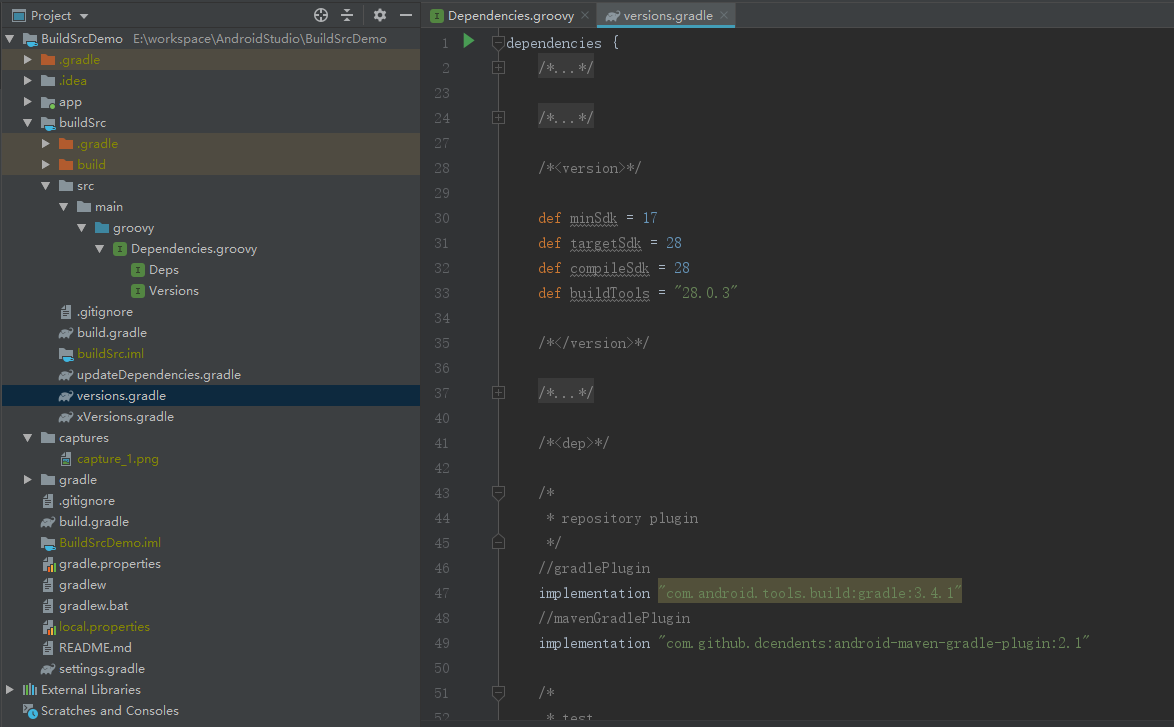 Project
BuildSrcDemo E:\workspace\AndroidStudio\BuildSrcDemo
.gradle
.idea
app
buildSrc
.gradle
build
src
main
groovy
Dependencies.groovy
Deps
Versions
.gitignore
build.gradle
buildSrc.iml
updateDependencies.gradle
versions.gradle
xVersions.gradle
captures
capture_1.png
gradle
.gitignore
build.gradle
BuildSrcDemo.iml
gradle.properties
gradlew
gradlew.bat
local.properties
README.md
settings.gradle
External Libraries
Scratches and Consoles
Dependencies.groovy
versions.gradle
1 dependencies {
2 /*...*/
23
24 /*...*/
27
28 /*<version>*/
29
30 def minSdk = 17
31 def targetSdk = 28
32 def compileSdk = 28
33 def buildTools = "28.0.3"
34
35 /*</version>*/
36
37 /*...*/
40
41 /*<dep>*/
42
43 /*
44 * repository plugin
45 */
46 //gradlePlugin
47 implementation "com.android.tools.build:gradle:3.4.1"
48 //mavenGradlePlugin
49 implementation "com.github.dcendents:android-maven-gradle-plugin:2.1"
50
51 /*
52 * test